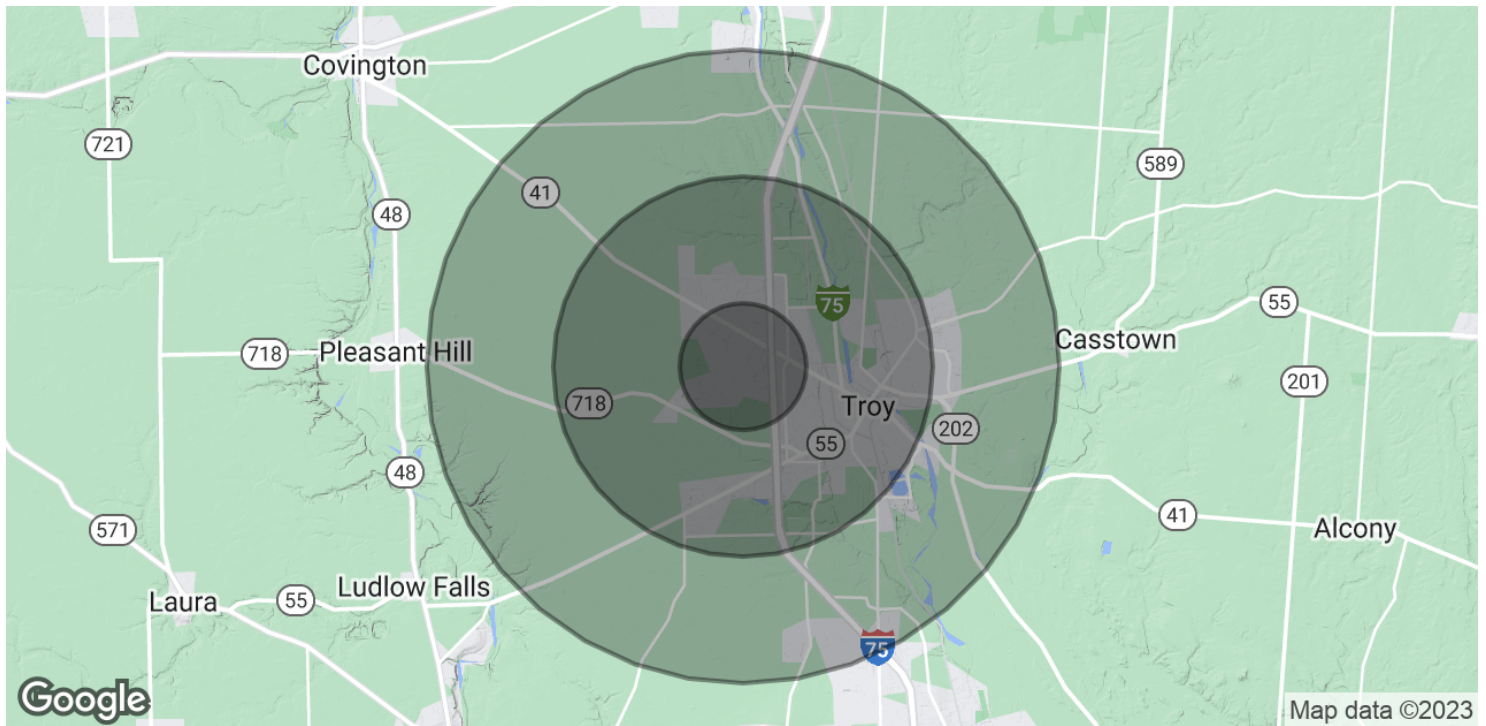 Covington
721
589
41
48
75
55
Casstown
718
Pleasant Hill
201
718
Troy
202
55
48
41
571
Alcony
Ludlow Falls
Laura
55
75
Google
Map data ©2023